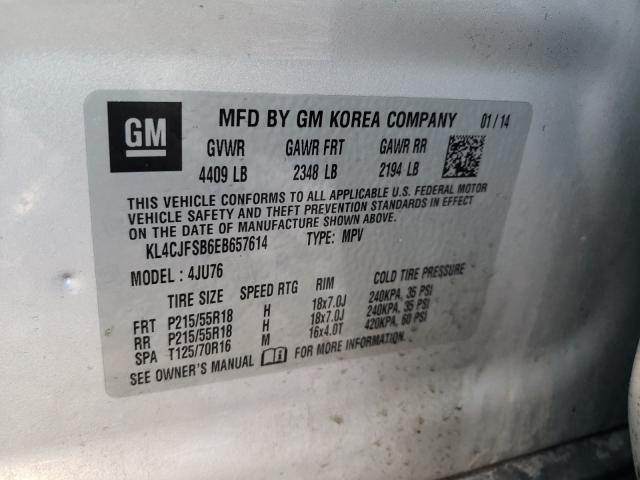 GM
MFD BY GM KOREA COMPANY 01/14
GVWR GAWR FRT GAWR RR
4409 LB 2348 LB 2194 LB
THIS VEHICLE CONFORMS TO ALL APPLICABLE U.S. FEDERAL MOTOR
VEHICLE SAFETY AND THEFT PREVENTION STANDARDS IN EFFECT
ON THE DATE OF MANUFACTURE SHOWN ABOVE.
KL4CJFSB6EB657614 TYPE: MPV
MODEL : 4JU76
TIRE SIZE SPEED RTG RIM COLD TIRE PRESSURE
FRT P215/55R18 H 18x7.0J 240KPA, 35 PSI
RR P215/55R18 H 18x7.0J 240KPA, 35 PSI
SPA T125/70R16 M 16x4.0T 420KPA, 60 PSI
SEE OWNER'S MANUAL FOR MORE INFORMATION.